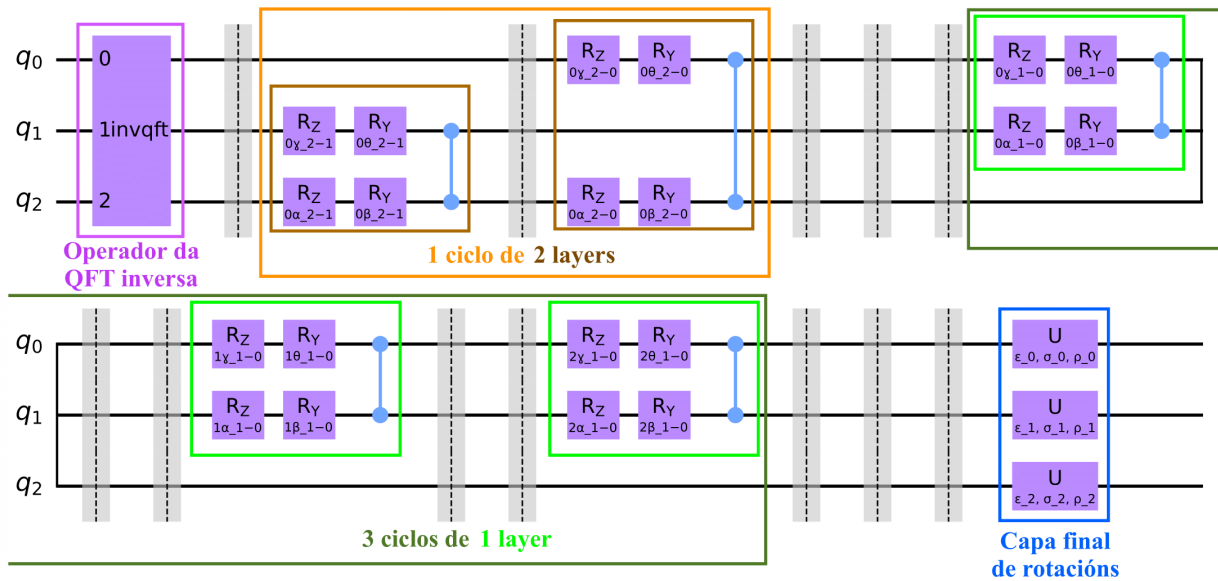 q0 0 RZ 0ɣ_2−0 RY 0θ_2−0 RZ 0ɣ_1−0 RY 0θ_1−0
q1 1invqft RZ 0ɣ_2−1 RY 0θ_2−1 RZ 0α_1−0 RY 0β_1−0
q2 2 RZ 0α_2−1 RY 0β_2−1 RZ 0α_2−0 RY 0β_2−0
Operador da
QFT inversa
1 ciclo de 2 layers
q0 RZ 1ɣ_1−0 RY 1θ_1−0 RZ 2ɣ_1−0 RY 2θ_1−0 U ε_0, σ_0, ρ_0
q1 RZ 1α_1−0 RY 1β_1−0 RZ 2α_1−0 RY 2β_1−0 U ε_1, σ_1, ρ_1
q2 U ε_2, σ_2, ρ_2
3 ciclos de 1 layer
Capa final
de rotacións